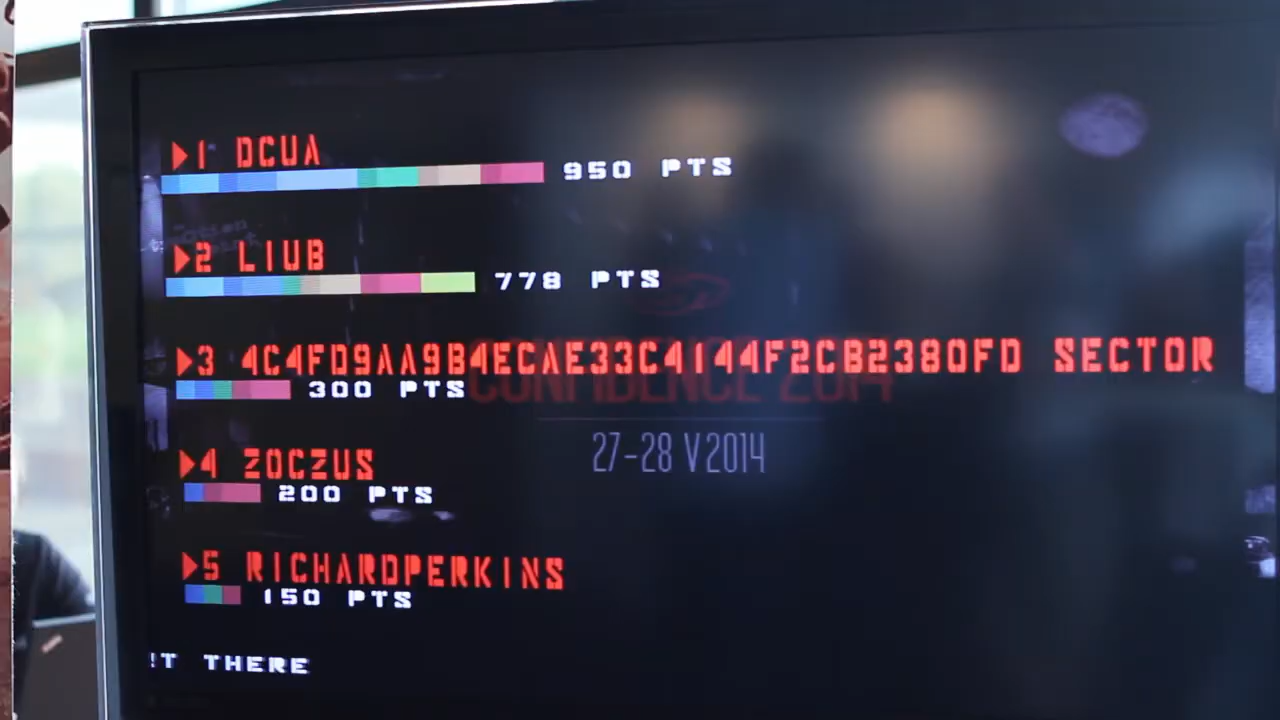 1 DCUA
950 PTS
2 LIUB
778 PTS
3 4C4FD9AA9B4ECAE33C4144F2CB2380FD SECTOR
300 PTS
CONFIDENCE 2014
27-28 V 2014
4 ZOCZUS
200 PTS
5 RICHARDPERKINS
150 PTS
!T THERE